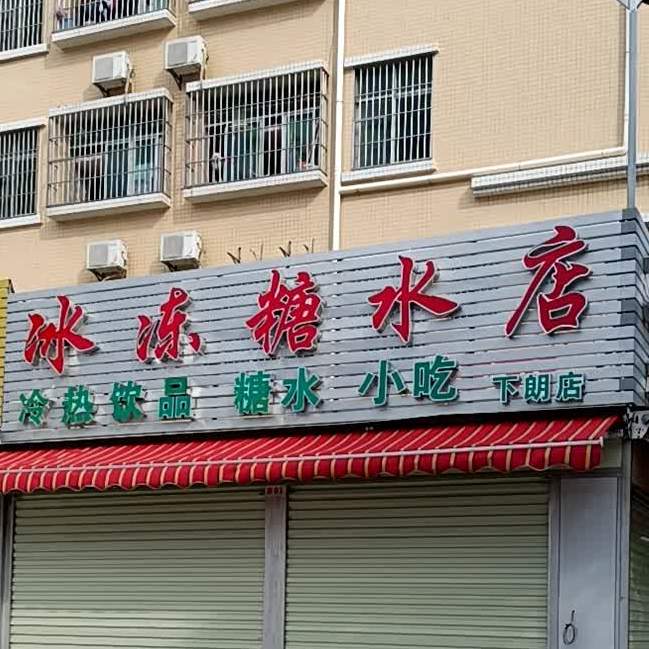 冰冻糖水店
冷热饮品 糖水 小吃 下朗店